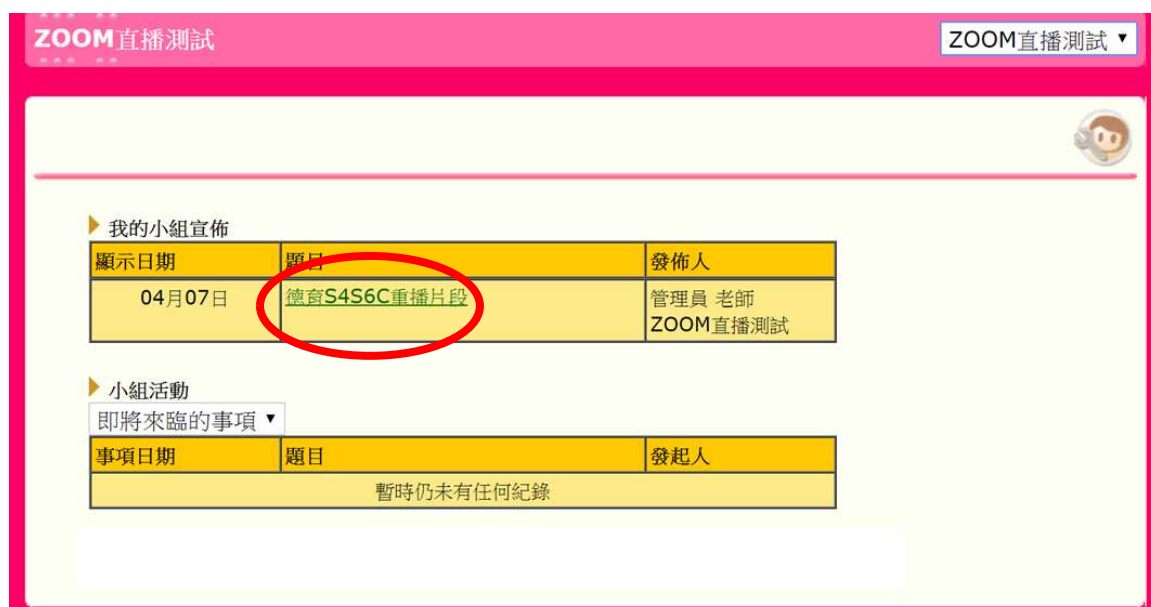 ZOOM直播測試
ZOOM直播測試
我的小組宣佈
顯示日期 題目 發佈人
04月07日 德育S4S6C重播片段 管理員 老師
ZOOM直播測試
小組活動
即將來臨的事項
事項日期 題目 發起人
暫時仍未有任何紀錄